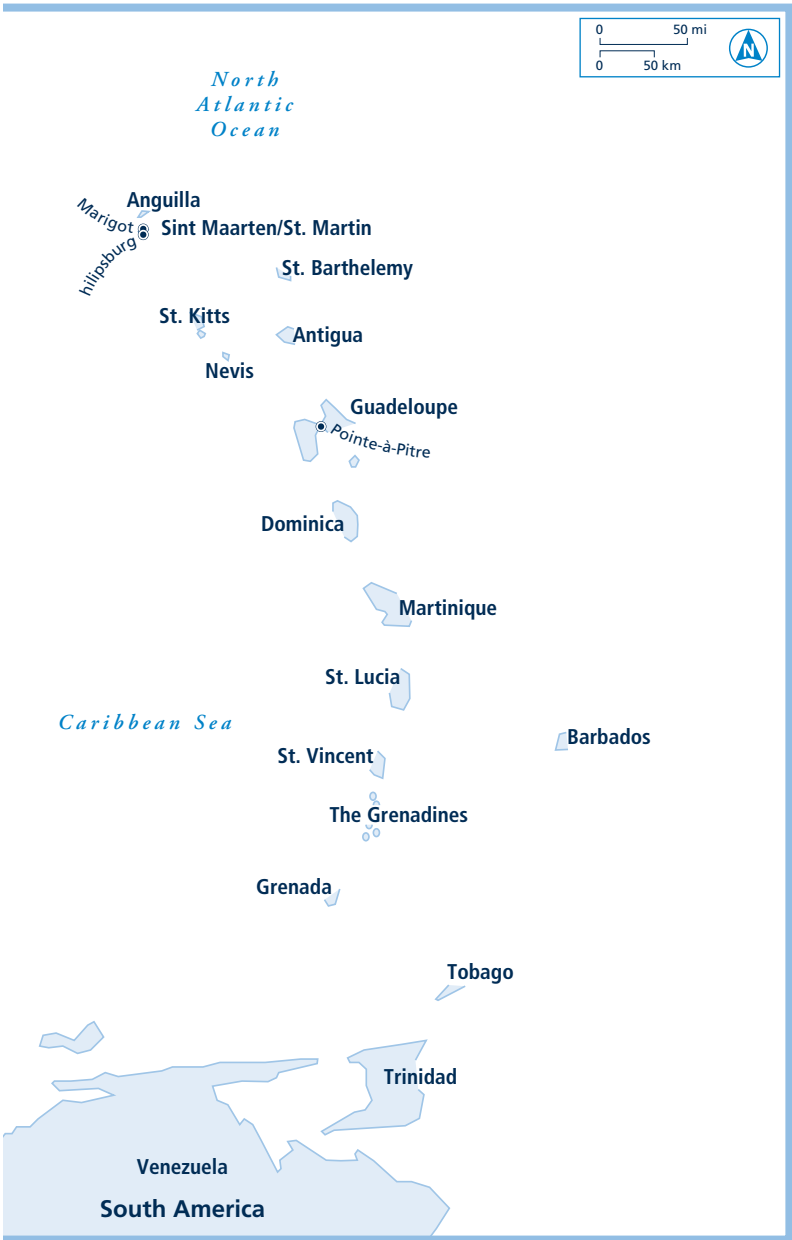 0 50 mi
0 50 km
N
North
Atlantic
Ocean
Anguilla
Marigot
Sint Maarten/St. Martin
hilipsburg
St. Barthelemy
St. Kitts
Antigua
Nevis
Guadeloupe
Pointe-à-Pitre
Dominica
Martinique
St. Lucia
Caribbean Sea
Barbados
St. Vincent
The Grenadines
Grenada
Tobago
Trinidad
Venezuela
South America